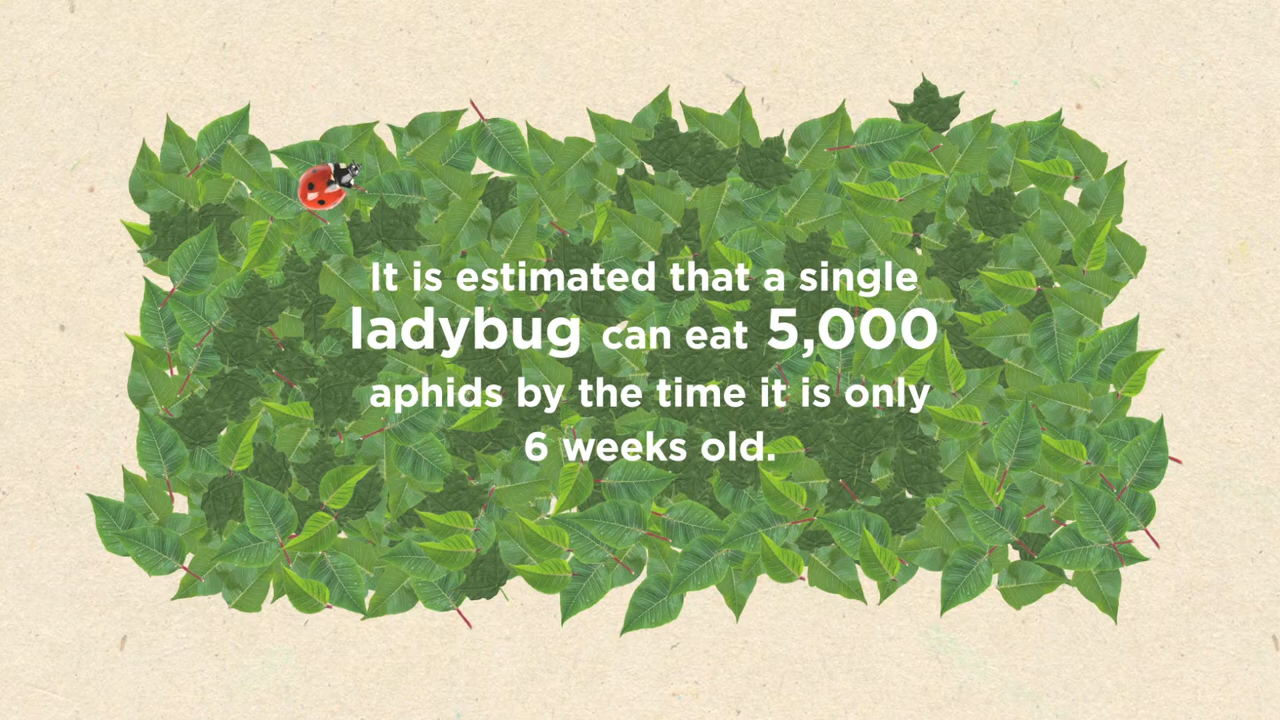 It is estimated that a single
ladybug can eat 5,000
aphids by the time it is only
6 weeks old.